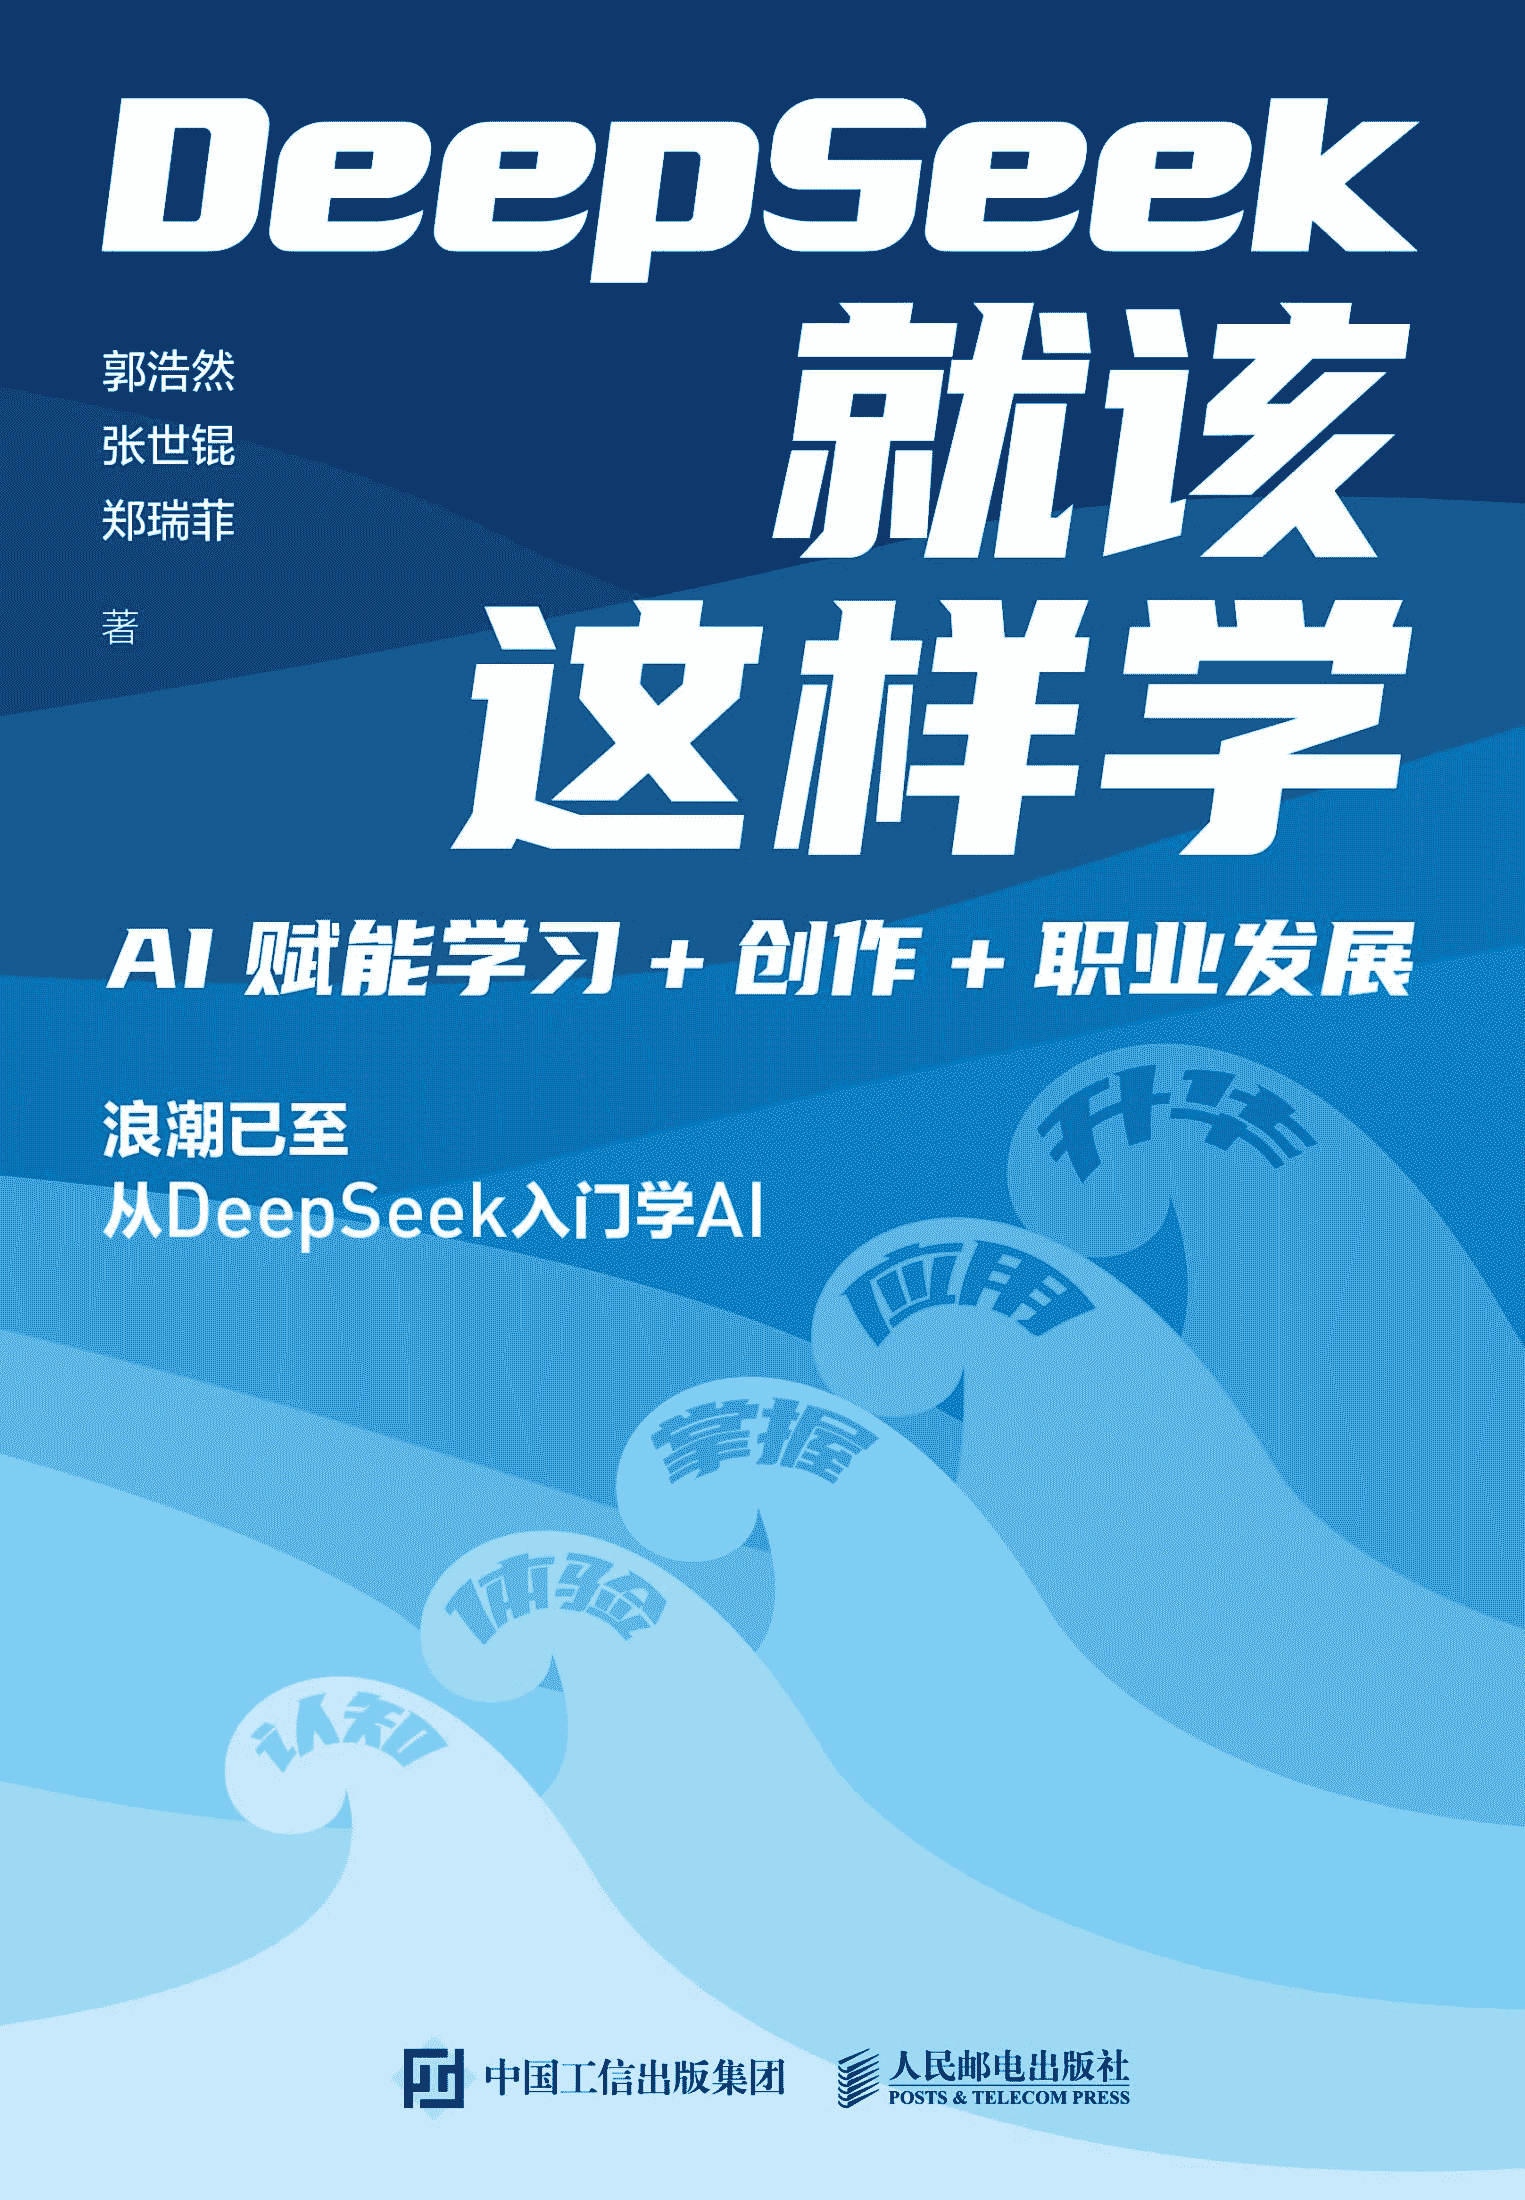 DeepSeek
就该
这样学
郭浩然
张世锟
郑瑞菲
著
AI 赋能学习 + 创作 + 职业发展
浪潮已至
从DeepSeek入门学AI
升华
应用
掌握
体验
认知
中国工信出版集团
人民邮电出版社
POSTS & TELECOM PRESS